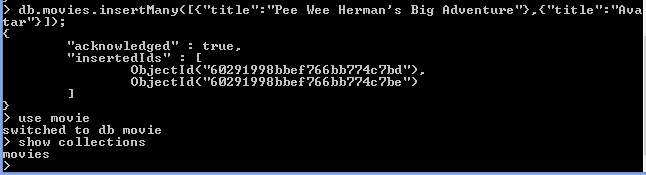 > db.movies.insertMany([{"title":"Pee Wee Herman's Big Adventure"},{"title":"Ava
tar"}]);
{
        "acknowledged" : true,
        "insertedIds" : [
                ObjectId("60291998bbef766bb774c7bd"),
                ObjectId("60291998bbef766bb774c7be")
        ]
}
> use movie
switched to db movie
> show collections
movies
>